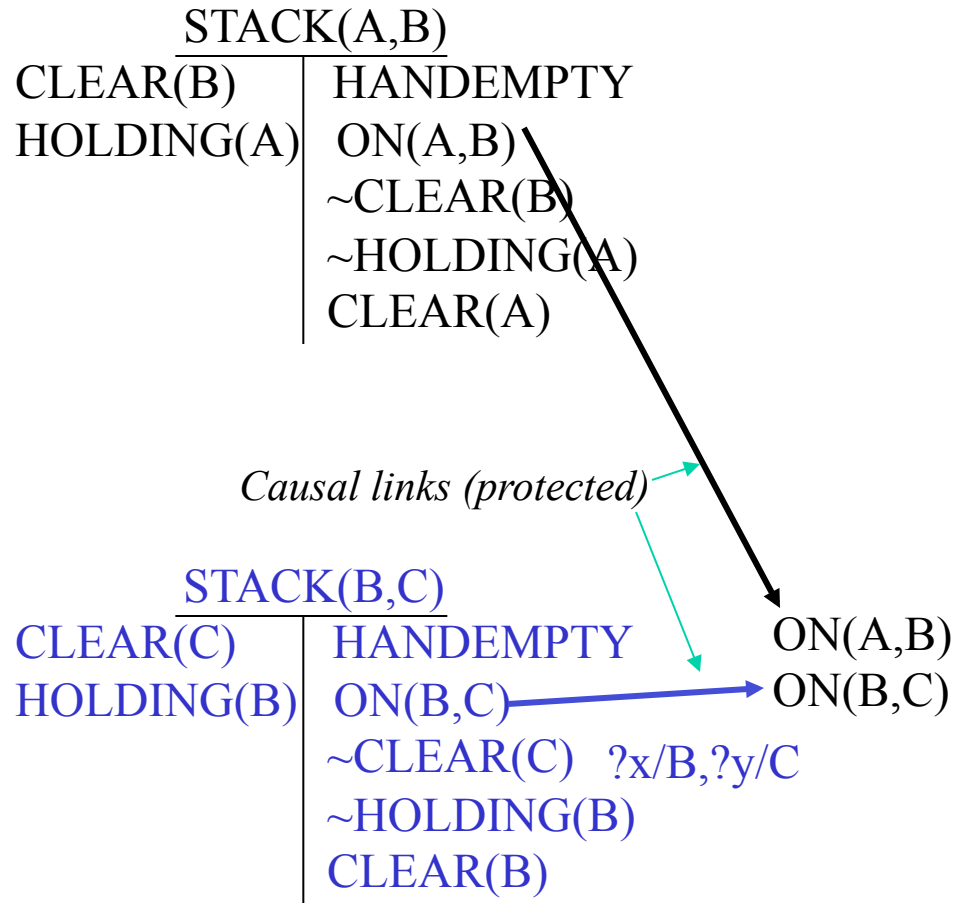 STACK(A,B)
CLEAR(B) HANDEMPTY
HOLDING(A) ON(A,B)
~CLEAR(B)
~HOLDING(A)
CLEAR(A)
Causal links (protected)
STACK(B,C)
CLEAR(C) HANDEMPTY ON(A,B)
HOLDING(B) ON(B,C) ON(B,C)
~CLEAR(C) ?x/B,?y/C
~HOLDING(B)
CLEAR(B)